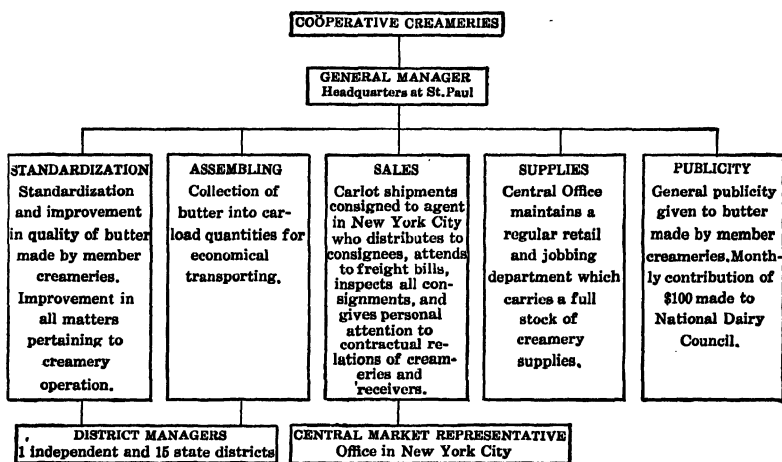 COÖPERATIVE CREAMERIES
GENERAL MANAGER
Headquarters at St.Paul
STANDARDIZATION
Standardization
and improvement
in quality of butter
made by member
creameries.
Improvement in
all matters
pertaining to
creamery
operation.
ASSEMBLING
Collection of
butter into car-
load quantities for
economical
transporting.
SALES
Carlot shipments
consigned to agent
in New York City
who distributes to
consignees, attends
to freight bills,
inspects all con-
signments, and
gives personal
attention to
contractual re-
lations of cream-
eries and
receivers.
SUPPLIES
Central Office
maintains a
regular retail
and jobbing
department which
carries a full
stock of
creamery
supplies.
PUBLICITY
General publicity
given to butter
made by member
creameries.Month-
ly contribution of
$100 made to
National Dairy
Council.
DISTRICT MANAGERS
1 independent and 15 state districts
CENTRAL MARKET REPRESENTATIVE
Office in New York City